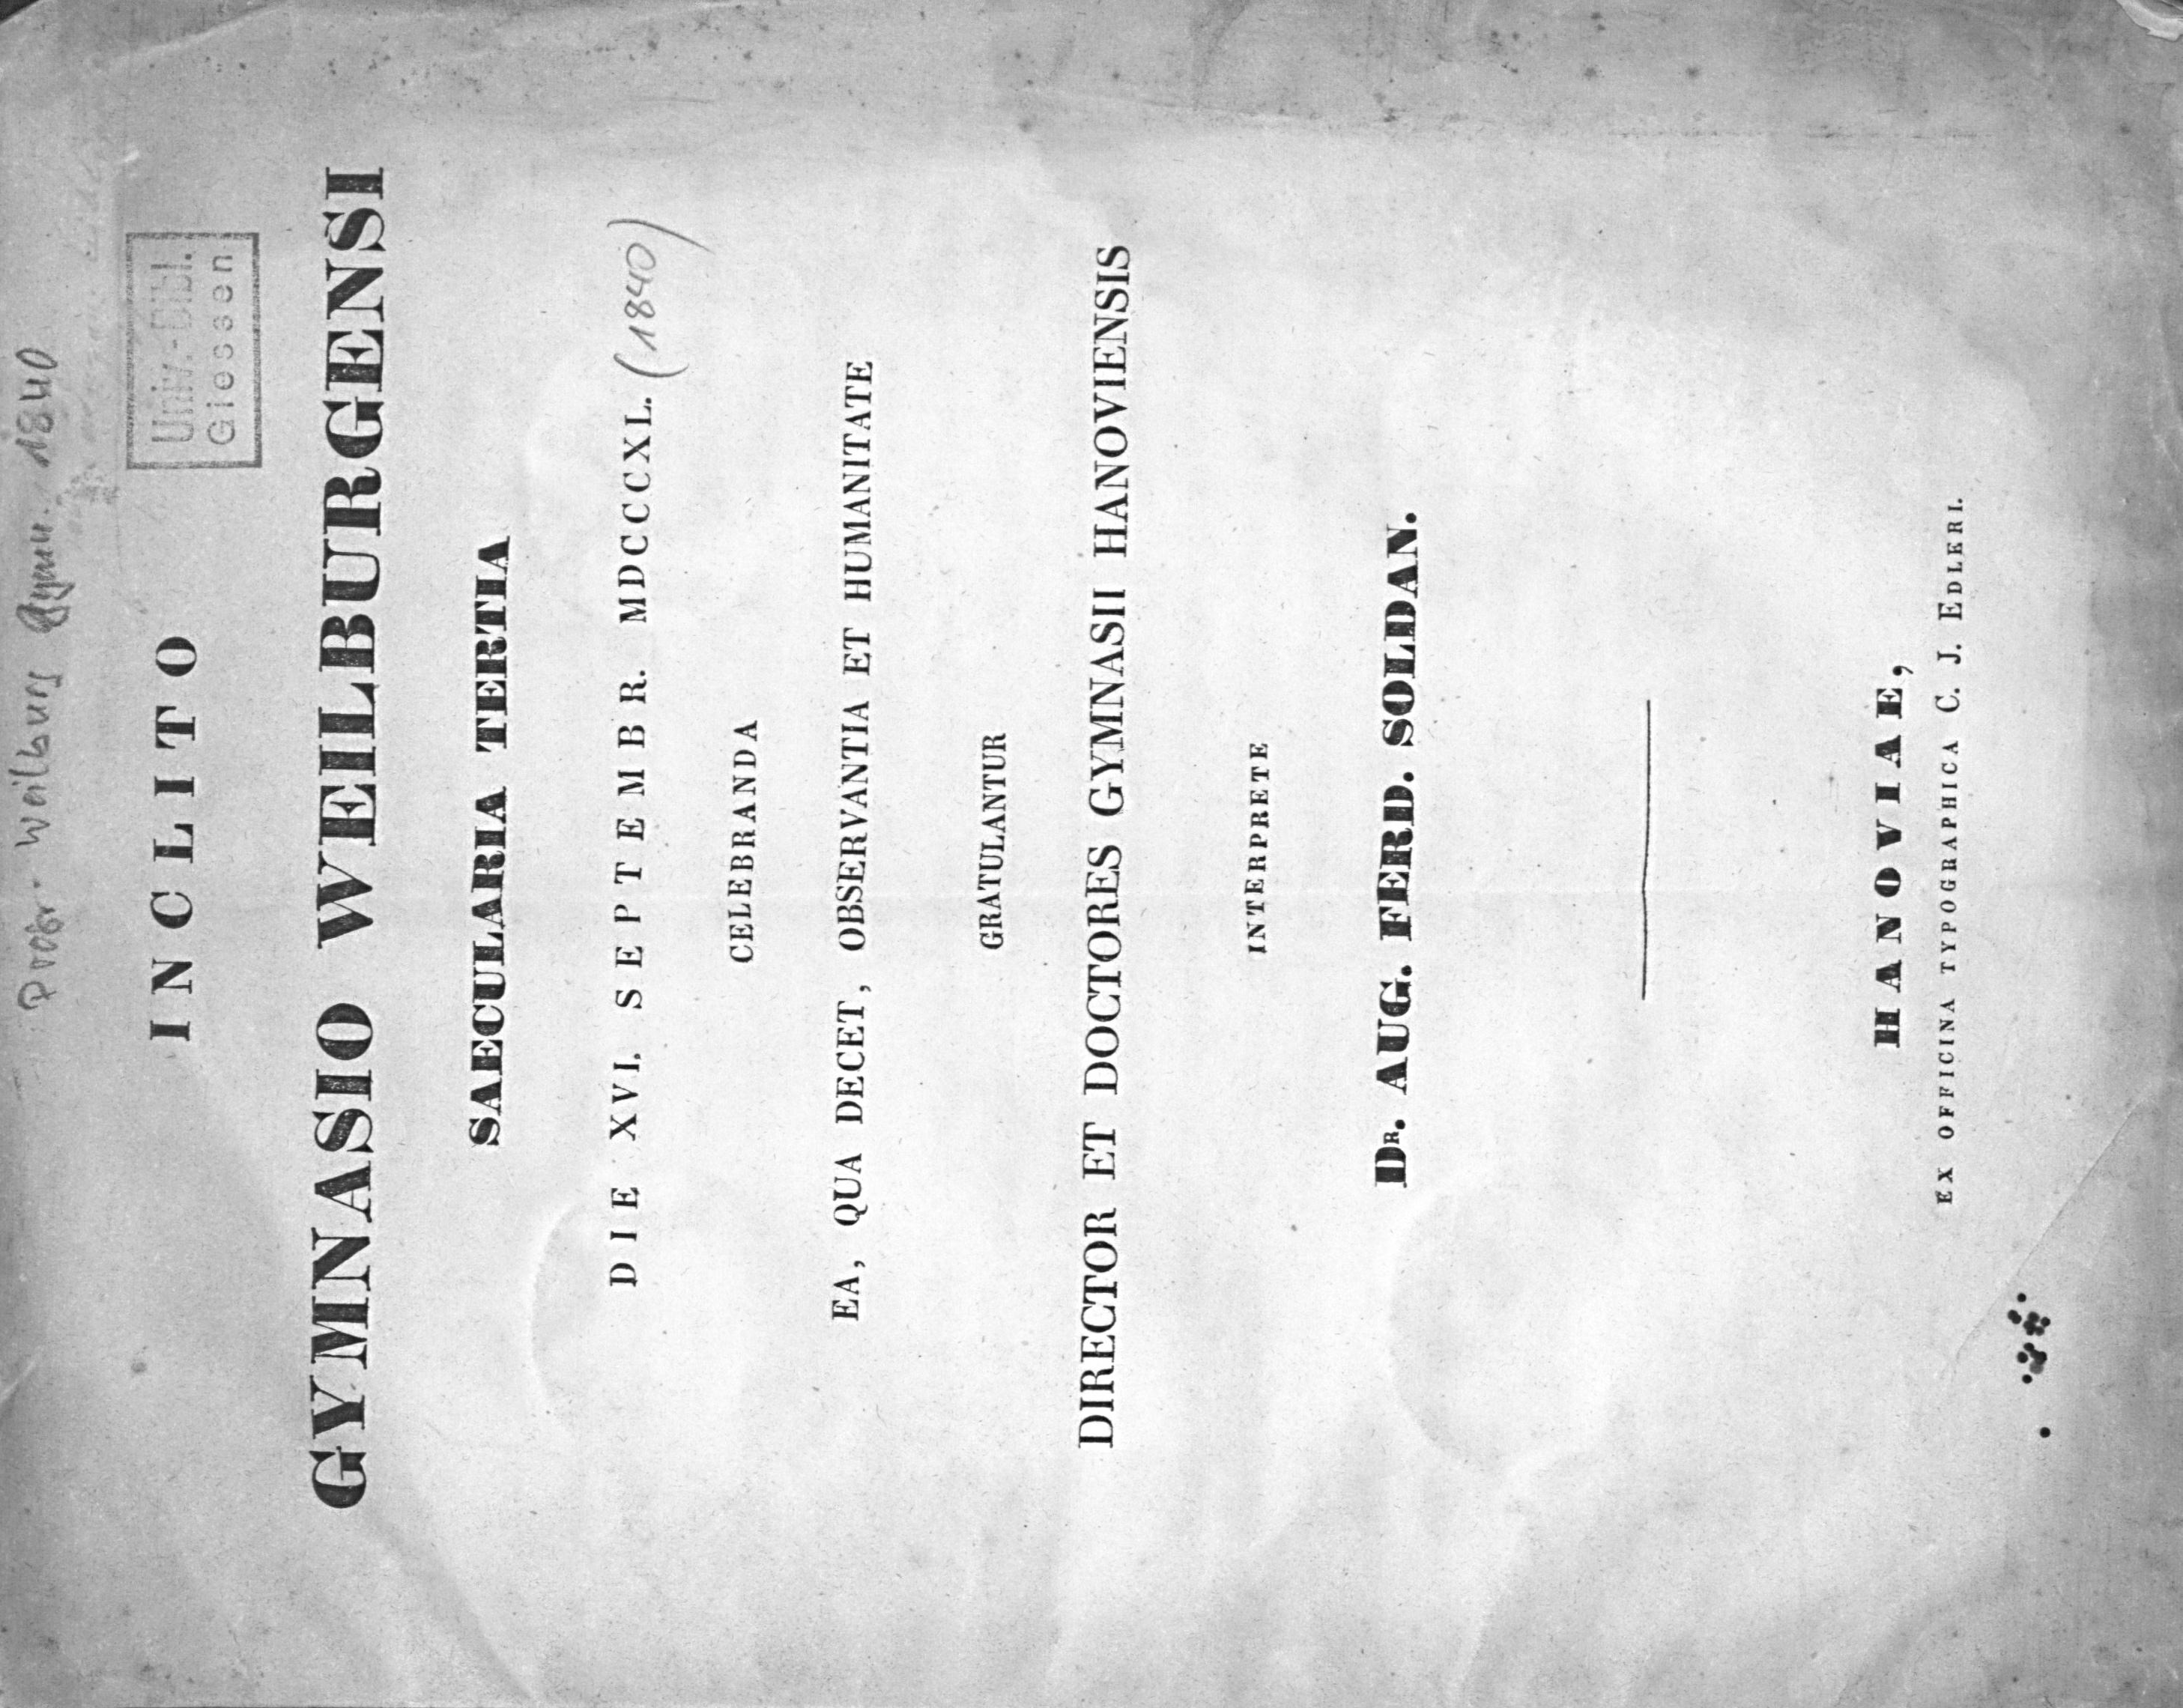 Progr. Weilburg Gymn. 1840
Univ.-Bibl.
Giessen
INCLITO
GYMNASIO WEILBURGENSI
SAECULARIA TERTIA
DIE XVI. SEPTEMBR. MDCCCXL. (1840)
CELEBRANDA
EA, QUA DECET, OBSERVANTIA ET HUMANITATE
GRATULANTUR
DIRECTOR ET DOCTORES GYMNASII HANOVIENSIS
INTERPRETE
DR. AUG. FERD. SOLDAN.
HANOVIAE,
EX OFFICINA TYPOGRAPHICA C. J. EDLERI.